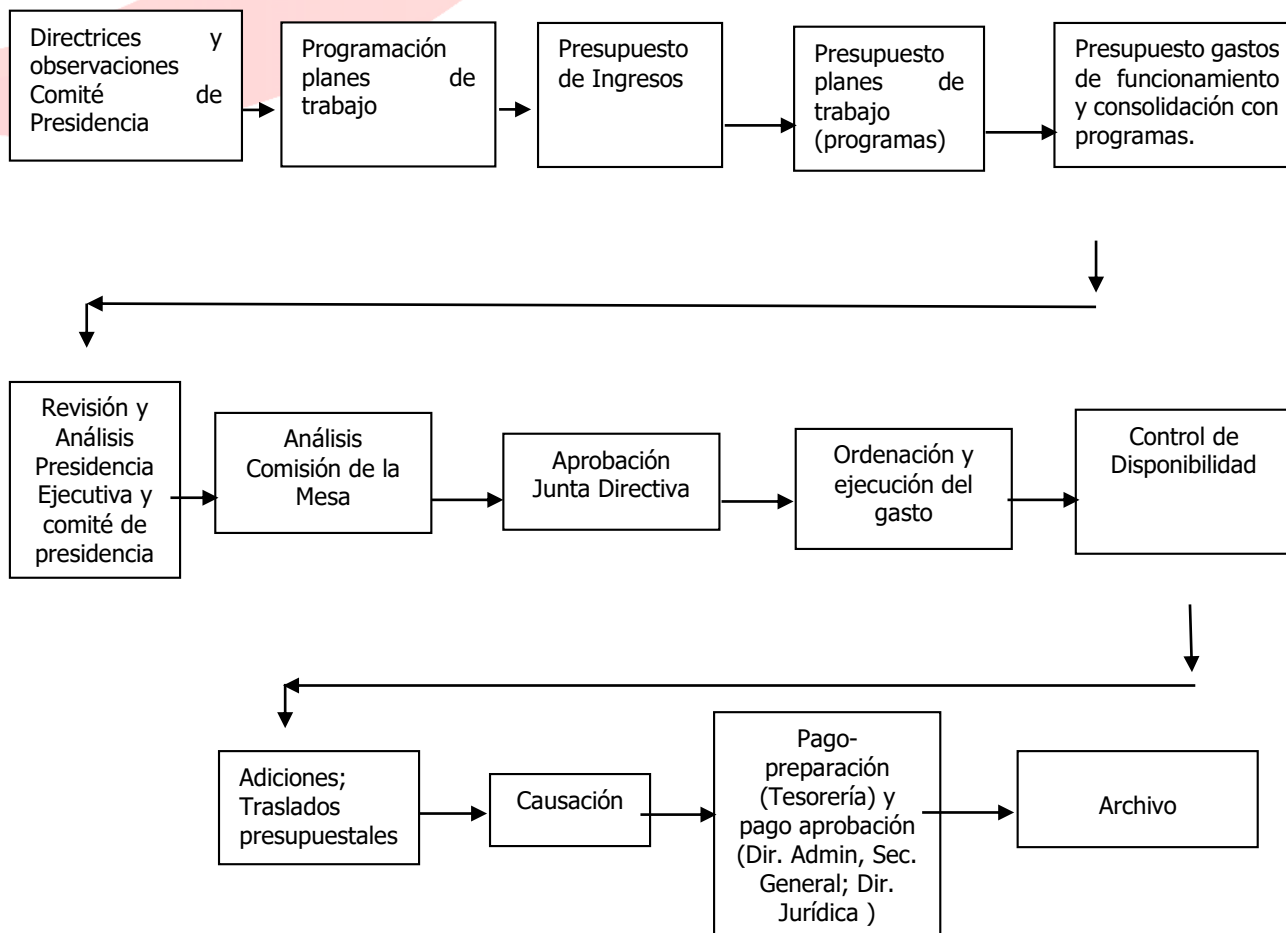 Directrices y
observaciones
Comité de
Presidencia
Programación
planes de
trabajo
Presupuesto
de Ingresos
Presupuesto
planes de
trabajo
(programas)
Presupuesto gastos
de funcionamiento
y consolidación con
programas.
Revisión y
Análisis
Presidencia
Ejecutiva y
comité de
presidencia
Análisis
Comisión de la
Mesa
Aprobación
Junta Directiva
Ordenación y
ejecución del
gasto
Control de
Disponibilidad
Adiciones;
Traslados
presupuestales
Causación
Pago-
preparación
(Tesorería) y
pago aprobación
(Dir. Admin, Sec.
General; Dir.
Jurídica )
Archivo